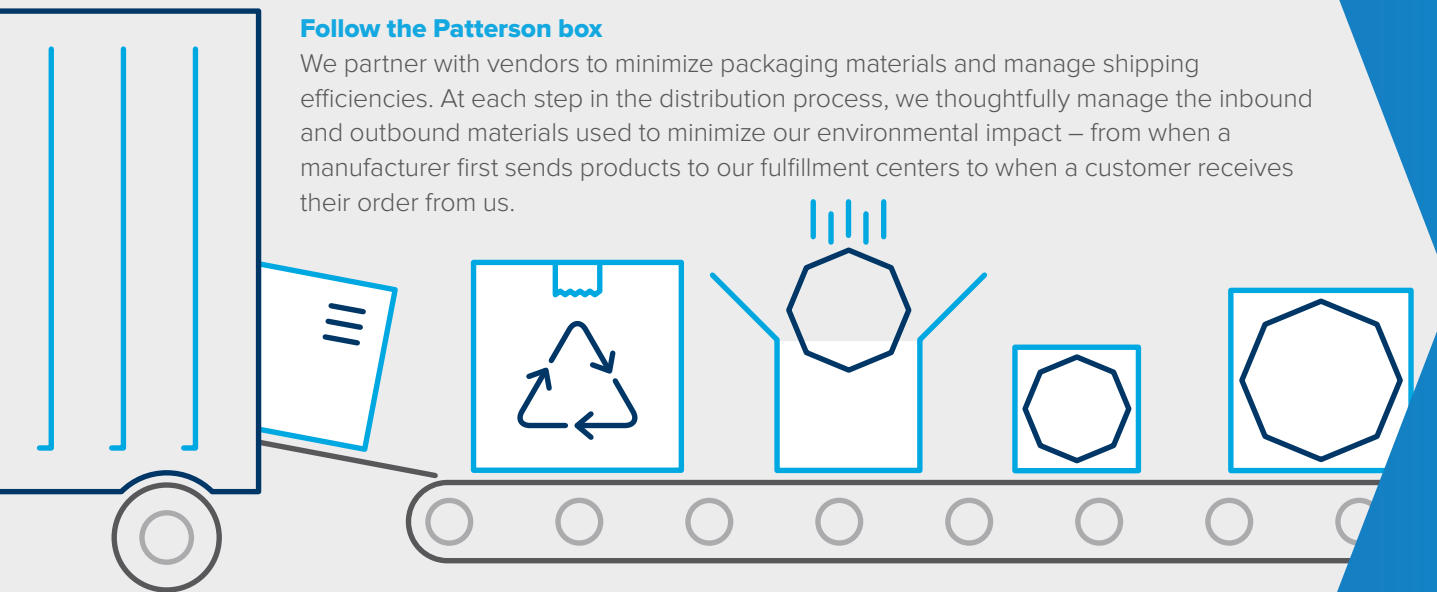 Follow the Patterson box
We partner with vendors to minimize packaging materials and manage shipping
efficiencies. At each step in the distribution process, we thoughtfully manage the inbound
and outbound materials used to minimize our environmental impact – from when a
manufacturer first sends products to our fulfillment centers to when a customer receives
their order from us.